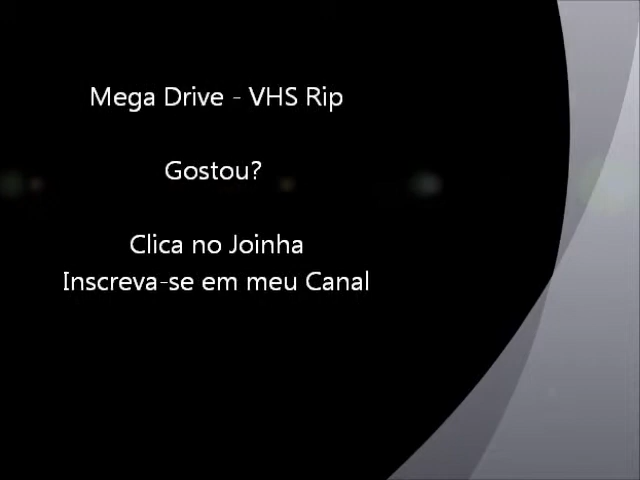 Mega Drive - VHS Rip
Gostou?
Clica no Joinha
Inscreva-se em meu Canal